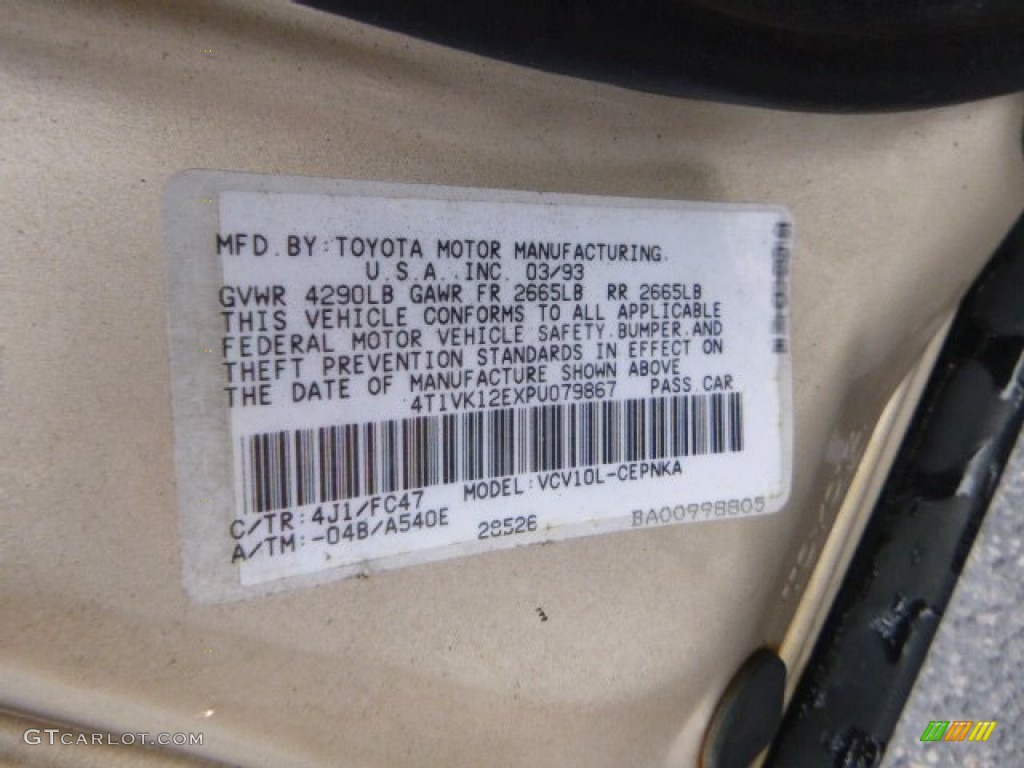 MFD. BY: TOYOTA MOTOR MANUFACTURING.
U.S.A., INC. 03/93
GVWR 4290LB GAWR FR 2665LB RR 2665LB
THIS VEHICLE CONFORMS TO ALL APPLICABLE
FEDERAL MOTOR VEHICLE SAFETY, BUMPER, AND
THEFT PREVENTION STANDARDS IN EFFECT ON
THE DATE OF MANUFACTURE SHOWN ABOVE
4T1VK12EXPU079867 PASS.CAR
C/TR: 4J1/FC47 MODEL: VCV10L-CEPNKA
A/TM: -04B/A540E 28526 BA00998805
GTCARLOT.COM